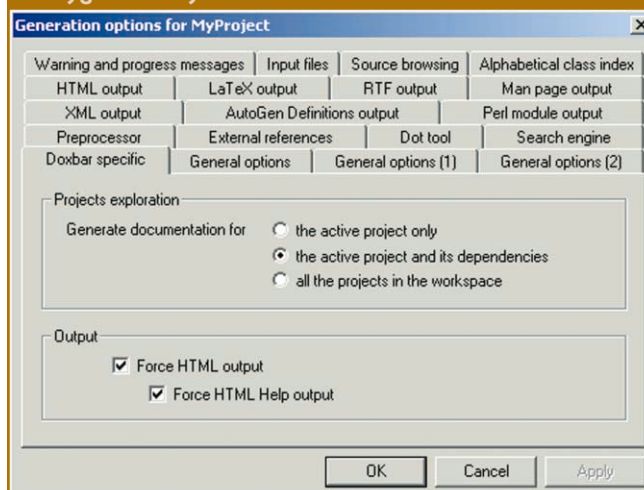 Generation options for MyProject
Warning and progress messages Input files Source browsing Alphabetical class index
HTML output LaTeX output RTF output Man page output
XML output AutoGen Definitions output Perl module output
Preprocessor External references Dot tool Search engine
Doxbar specific General options General options (1) General options (2)
Projects exploration
Generate documentation for the active project only
the active project and its dependencies
all the projects in the workspace
Output
Force HTML output
Force HTML Help output
OK Cancel Apply